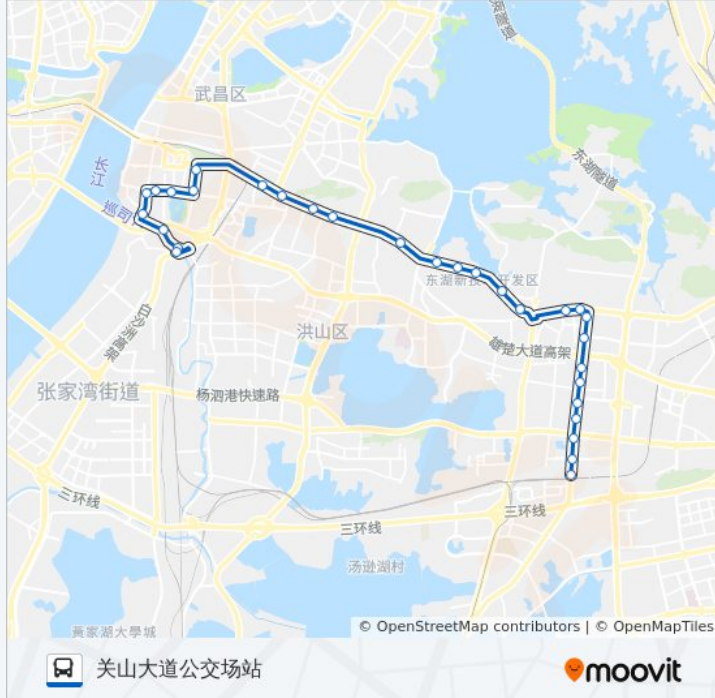 武昌区
长江
东湖隧道
东湖新技术开发区
洪山区
雄楚大道高架
白沙洲高架
张家湾街道
杨泗港快速路
三环线
三环线
三环线
汤逊湖村
黄家湖大學城
© OpenStreetMap contributors | © OpenMapTiles
关山大道公交场站
moovit